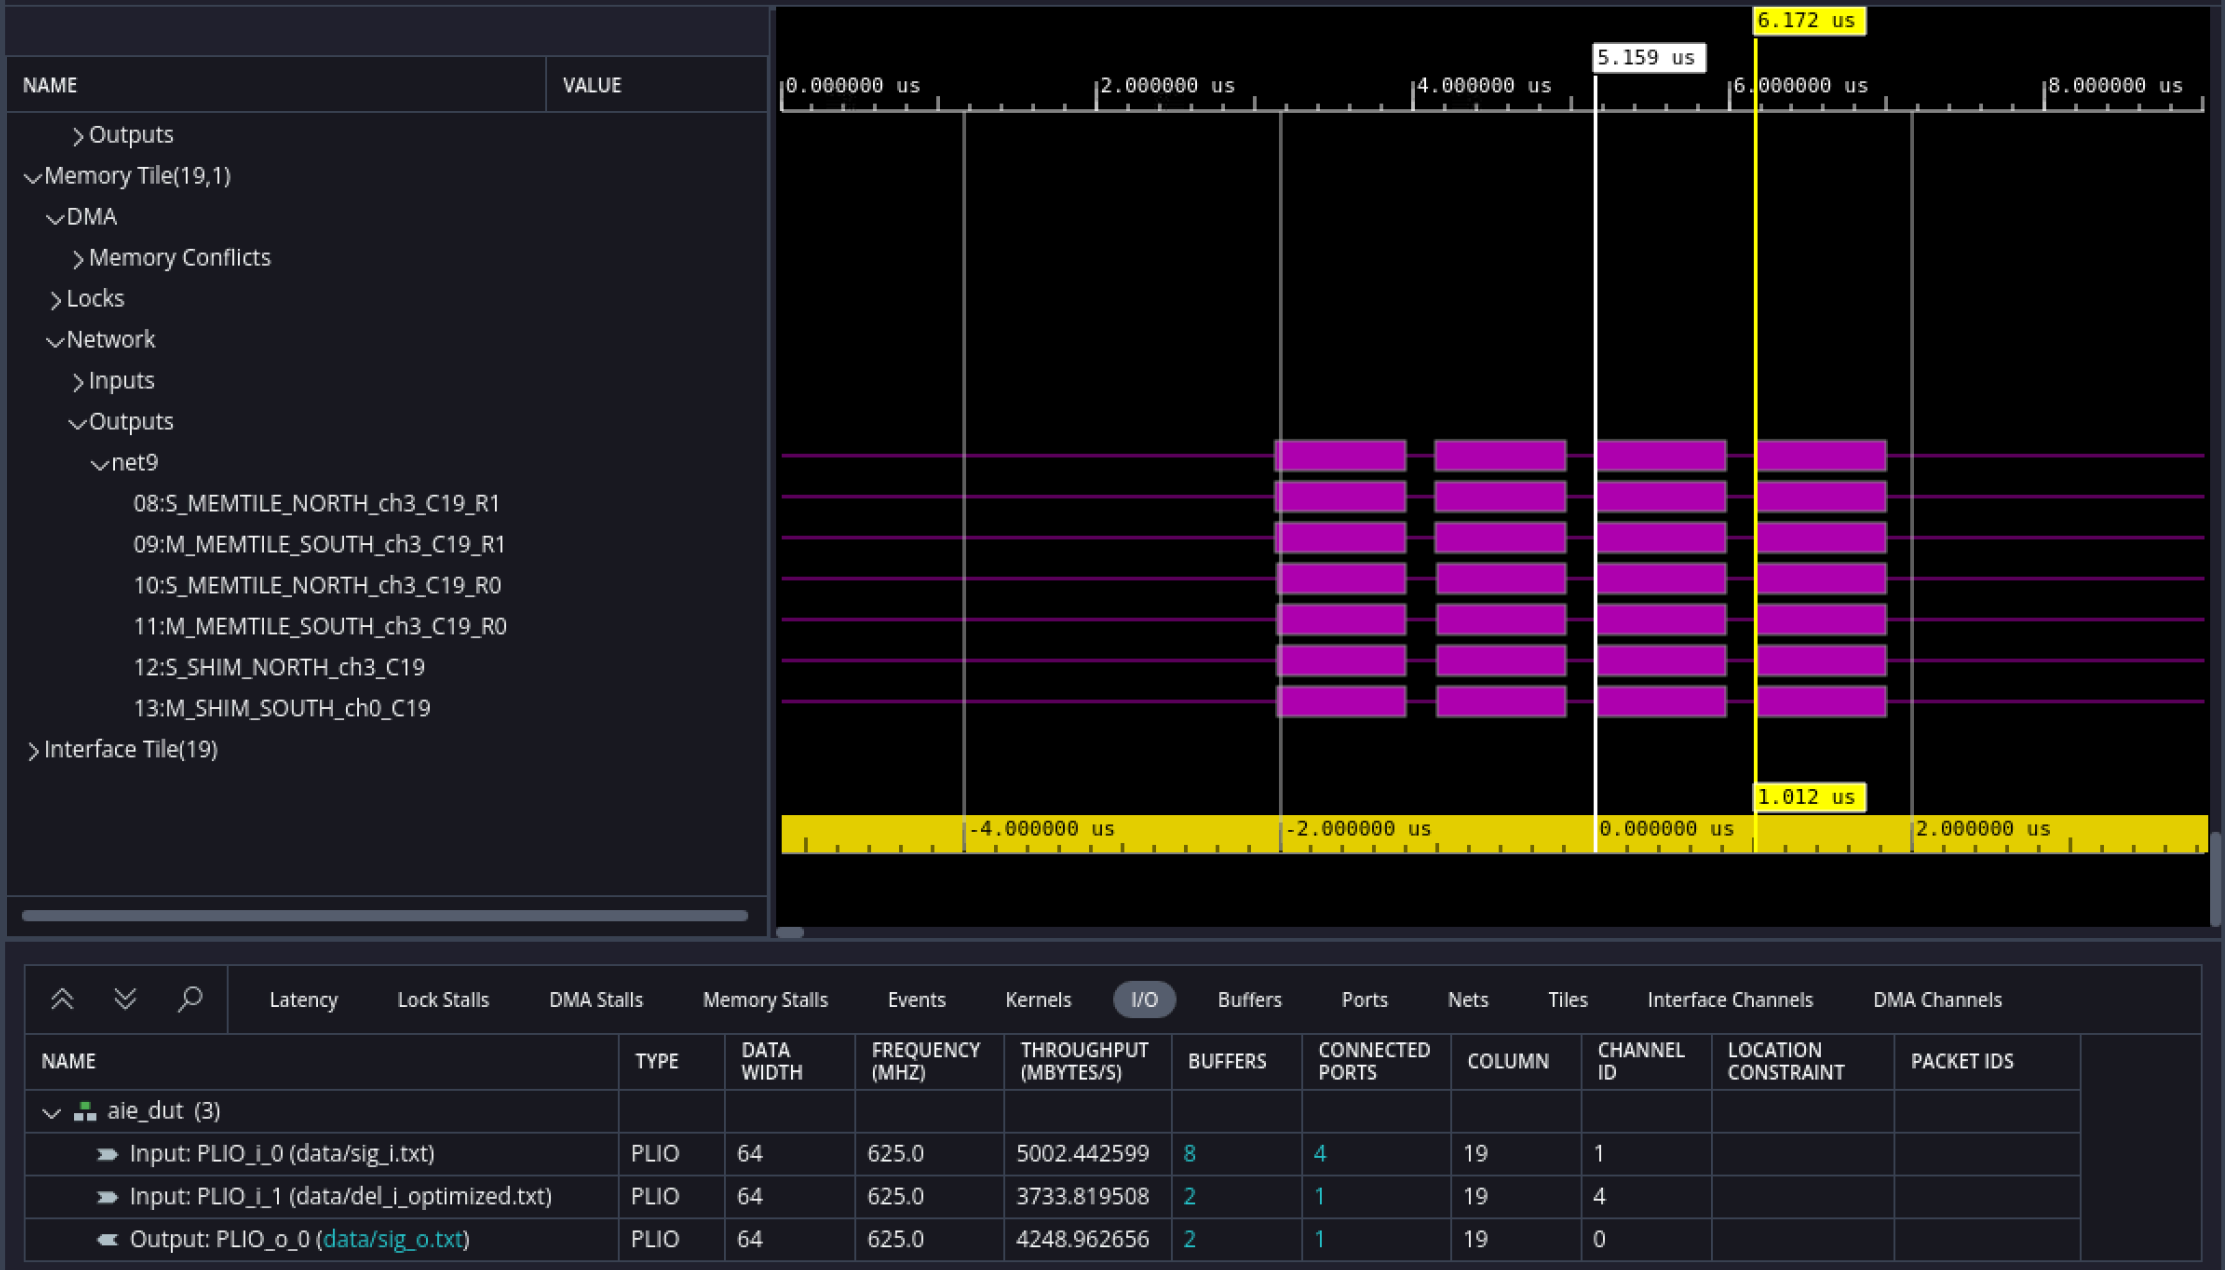 6.172 us
5.159 us
NAME VALUE 0.000000 us 2.000000 us 4.000000 us 6.000000 us 8.000000 us
Outputs
Memory Tile(19,1)
DMA
Memory Conflicts
Locks
Network
Inputs
Outputs
net9
08:S_MEMTILE_NORTH_ch3_C19_R1
09:M_MEMTILE_SOUTH_ch3_C19_R1
10:S_MEMTILE_NORTH_ch3_C19_R0
11:M_MEMTILE_SOUTH_ch3_C19_R0
12:S_SHIM_NORTH_ch3_C19
13:M_SHIM_SOUTH_ch0_C19
Interface Tile(19)
1.012 us
-4.000000 us -2.000000 us 0.000000 us 2.000000 us
Latency Lock Stalls DMA Stalls Memory Stalls Events Kernels I/O Buffers Ports Nets Tiles Interface Channels DMA Channels
NAME TYPE DATA WIDTH FREQUENCY (MHZ) THROUGHPUT (MBYTES/S) BUFFERS CONNECTED PORTS COLUMN CHANNEL ID LOCATION CONSTRAINT PACKET IDS
aie_dut (3)
Input: PLIO_i_0 (data/sig_i.txt) PLIO 64 625.0 5002.442599 8 4 19 1
Input: PLIO_i_1 (data/del_i_optimized.txt) PLIO 64 625.0 3733.819508 2 1 19 4
Output: PLIO_o_0 (data/sig_o.txt) PLIO 64 625.0 4248.962656 2 1 19 0